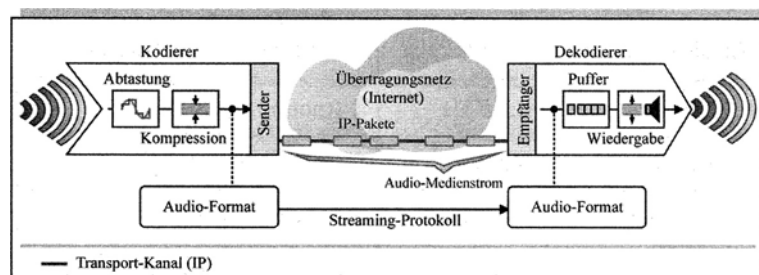 Kodierer
Dekodierer
Abtastung
Kompression
Sender
Übertragungsnetz
(Internet)
IP-Pakete
Empfänger
Puffer
Wiedergabe
Audio-Medienstrom
Audio-Format
Streaming-Protokoll
Audio-Format
Transport-Kanal (IP)